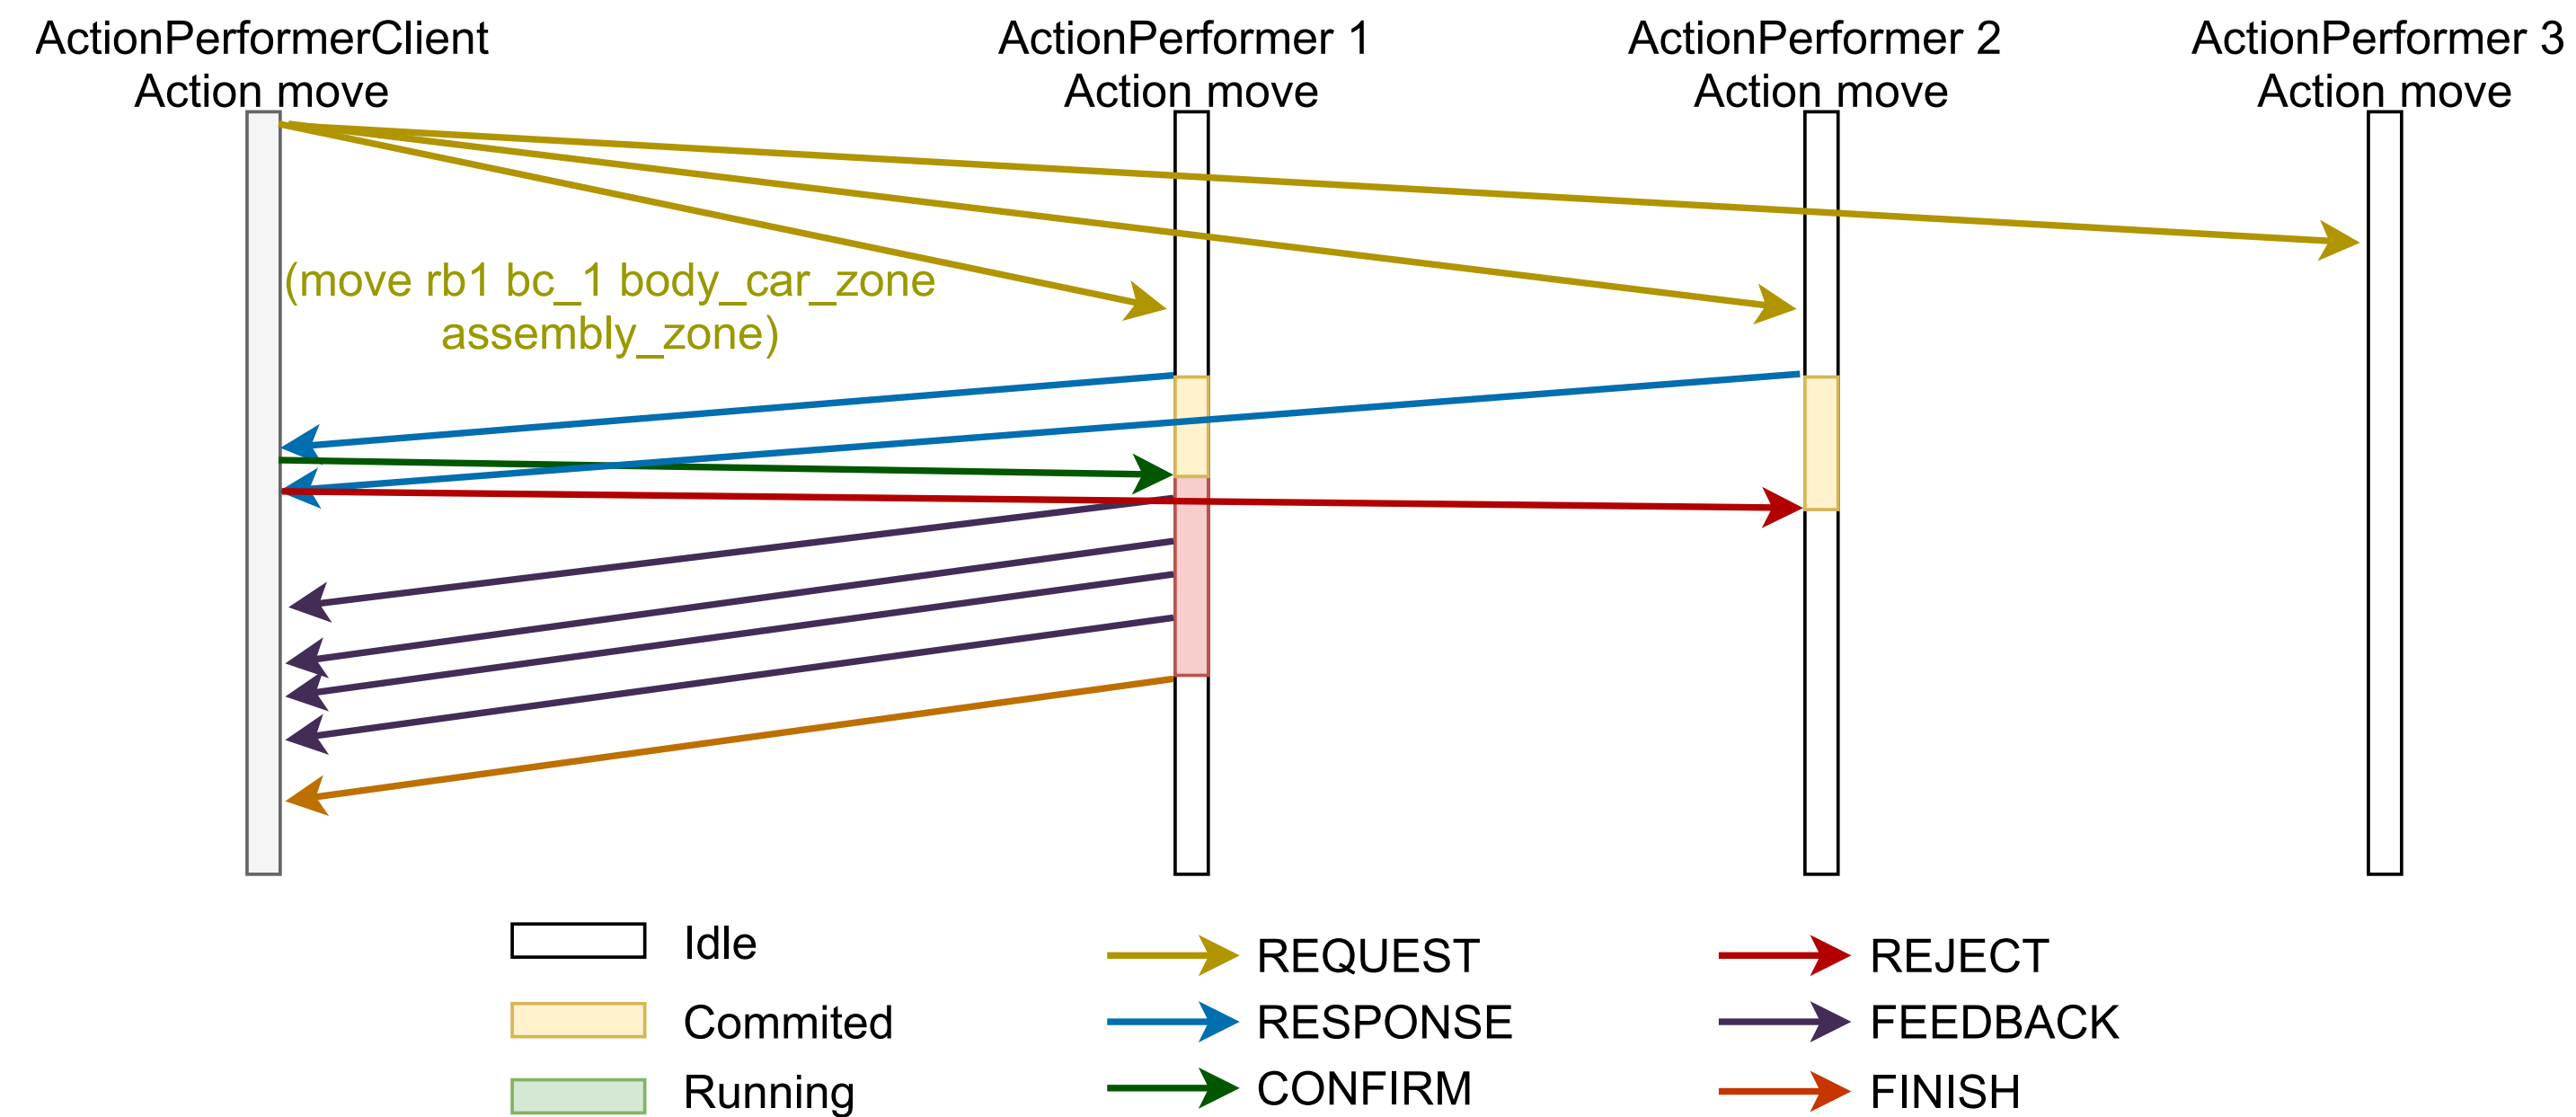 ActionPerformerClient
Action move
ActionPerformer 1
Action move
ActionPerformer 2
Action move
ActionPerformer 3
Action move
(move rb1 bc_1 body_car_zone
assembly_zone)
Idle
Commited
Running
REQUEST
RESPONSE
CONFIRM
REJECT
FEEDBACK
FINISH